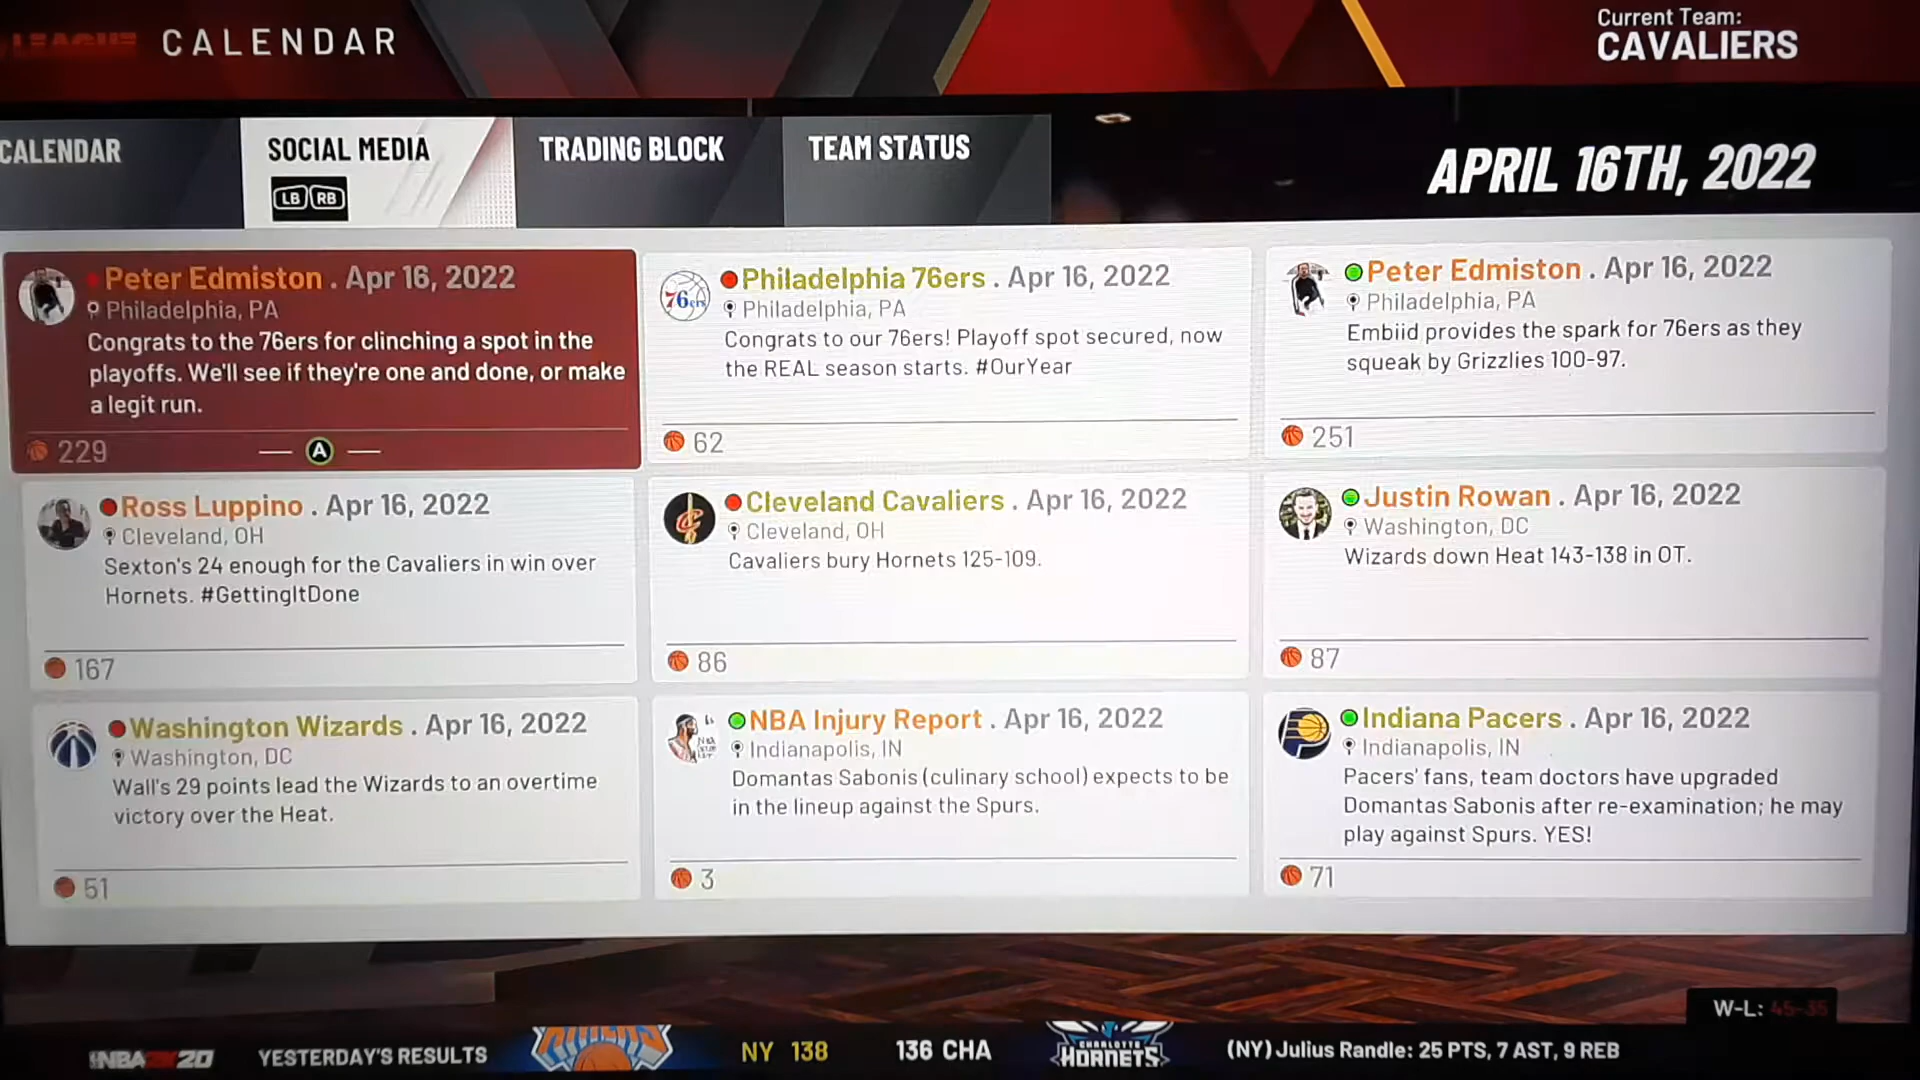 LEAGUE CALENDAR
Current Team:
CAVALIERS
CALENDAR
SOCIAL MEDIA
LB RB
TRADING BLOCK
TEAM STATUS
APRIL 16TH, 2022
Peter Edmiston . Apr 16, 2022
Philadelphia, PA
Congrats to the 76ers for clinching a spot in the
playoffs. We'll see if they're one and done, or make
a legit run.
229
A
76ers
Philadelphia 76ers . Apr 16, 2022
Philadelphia, PA
Congrats to our 76ers! Playoff spot secured, now
the REAL season starts. #OurYear
62
Peter Edmiston . Apr 16, 2022
Philadelphia, PA
Embiid provides the spark for 76ers as they
squeak by Grizzlies 100-97.
251
Ross Luppino . Apr 16, 2022
Cleveland, OH
Sexton's 24 enough for the Cavaliers in win over
Hornets. #GettingItDone
167
Cleveland Cavaliers . Apr 16, 2022
Cleveland, OH
Cavaliers bury Hornets 125-109.
86
Justin Rowan . Apr 16, 2022
Washington, DC
Wizards down Heat 143-138 in OT.
87
Washington Wizards . Apr 16, 2022
Washington, DC
Wall's 29 points lead the Wizards to an overtime
victory over the Heat.
51
NBA Injury Report . Apr 16, 2022
Indianapolis, IN
Domantas Sabonis (culinary school) expects to be
in the lineup against the Spurs.
3
Indiana Pacers . Apr 16, 2022
Indianapolis, IN
Pacers' fans, team doctors have upgraded
Domantas Sabonis after re-examination; he may
play against Spurs. YES!
71
W-L: 45-35
NBA 2K20 YESTERDAY'S RESULTS NY 138 136 CHA CHARLOTTE HORNETS (NY) Julius Randle: 25 PTS, 7 AST, 9 REB